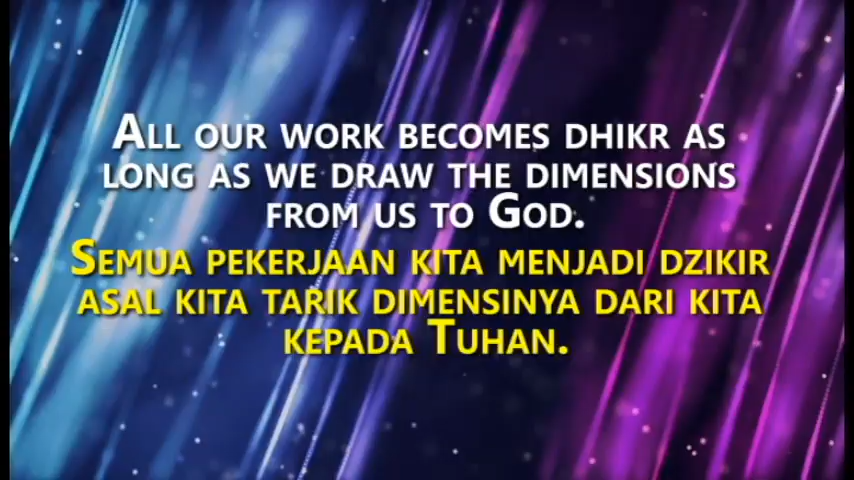 All our work becomes dhikr as
long as we draw the dimensions
from us to God.
Semua pekerjaan kita menjadi dzikir
asal kita tarik dimensinya dari kita
kepada Tuhan.